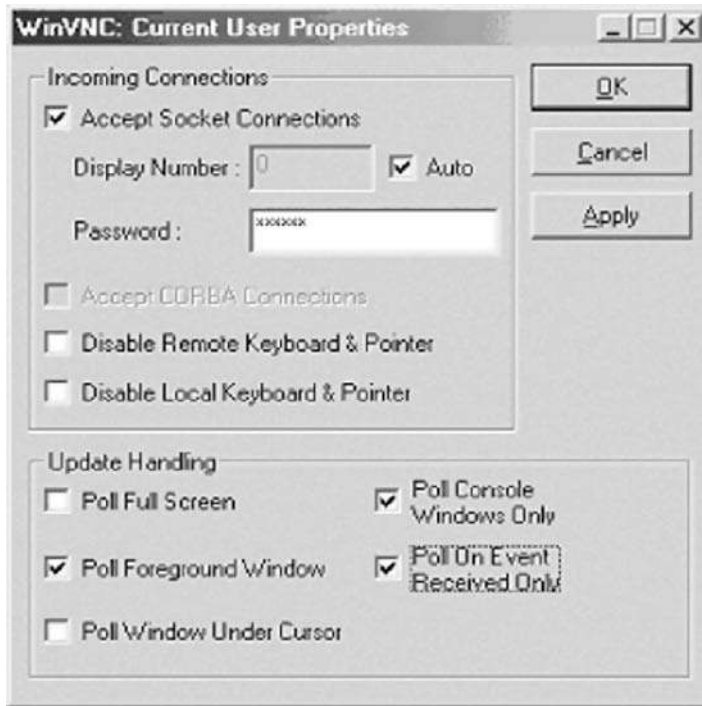 WinVNC: Current User Properties
Incoming Connections
OK
Accept Socket Connections
Cancel
Display Number : 0
Auto
Apply
Password : xxxxxxx
Accept CORBA Connections
Disable Remote Keyboard & Pointer
Disable Local Keyboard & Pointer
Update Handling
Poll Full Screen
Poll Console
Windows Only
Poll Foreground Window
Poll On Event
Received Only
Poll Window Under Cursor